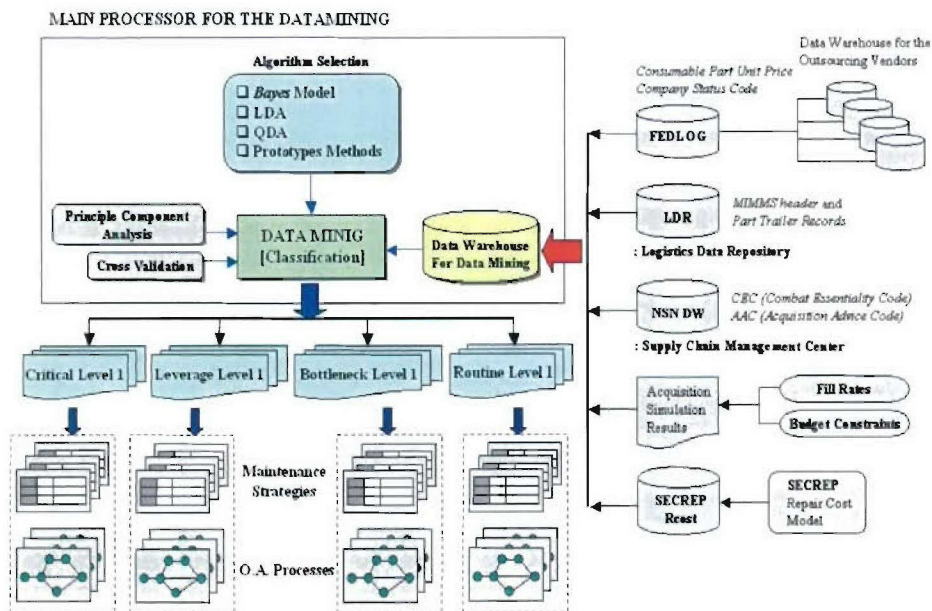 MAIN PROCESSOR FOR THE DATAMINING
Algorithm Selection
❑ Bayes Model
❑ LDA
❑ QDA
❑ Prototypes Methods
Principle Component
Analysis
Cross Validation
DATA MINIG
[Classification]
Data Warehouse
For Data Mining
Critical Level 1
Leverage Level 1
Bottleneck Level 1
Routine Level 1
Maintenance
Strategies
O.A. Processes
Data Warehouse for the
Outsourcing Vendors
Consumable Part Unit Price
Company Status Code
FEDLOG
LDR
MIMMS header and
Part Trailer Records
: Logistics Data Repository
NSN DW
CEC (Combat Essentiality Code)
AAC (Acquisition Advice Code)
: Supply Chain Management Center
Acquisition
Simulation
Results
Fill Rates
Budget Constraints
SECREP
Rcost
SECREP
Repair Cost
Model